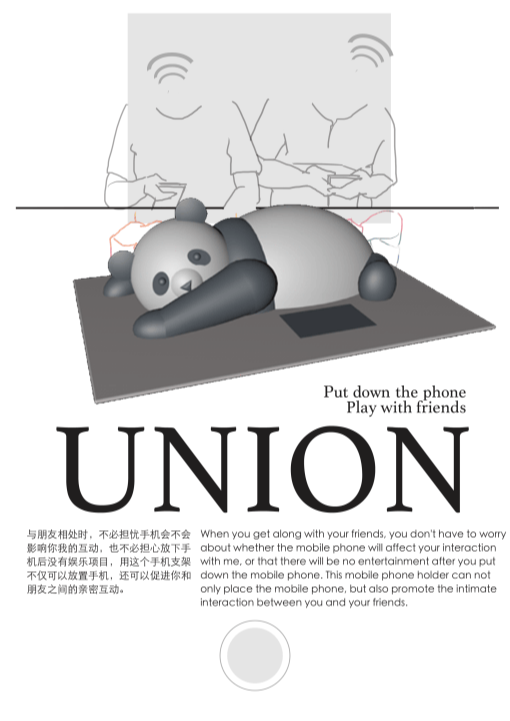 Put down the phone
Play with friends
UNION
与朋友相处时，不必担忧手机会不会
影响你我的互动，也不必担心放下手
机后没有娱乐项目，用这个手机支架
不仅可以放置手机，还可以促进你和
朋友之间的亲密互动。
When you get along with your friends, you don't have to worry
about whether the mobile phone will affect your interaction
with me, or that there will be no entertainment after you put
down the mobile phone. This mobile phone holder can not
only place the mobile phone, but also promote the intimate
interaction between you and your friends.